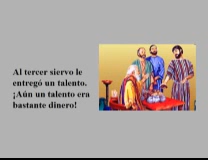 Al tercer siervo le
entregó un talento.
¡Aún un talento era
bastante dinero!